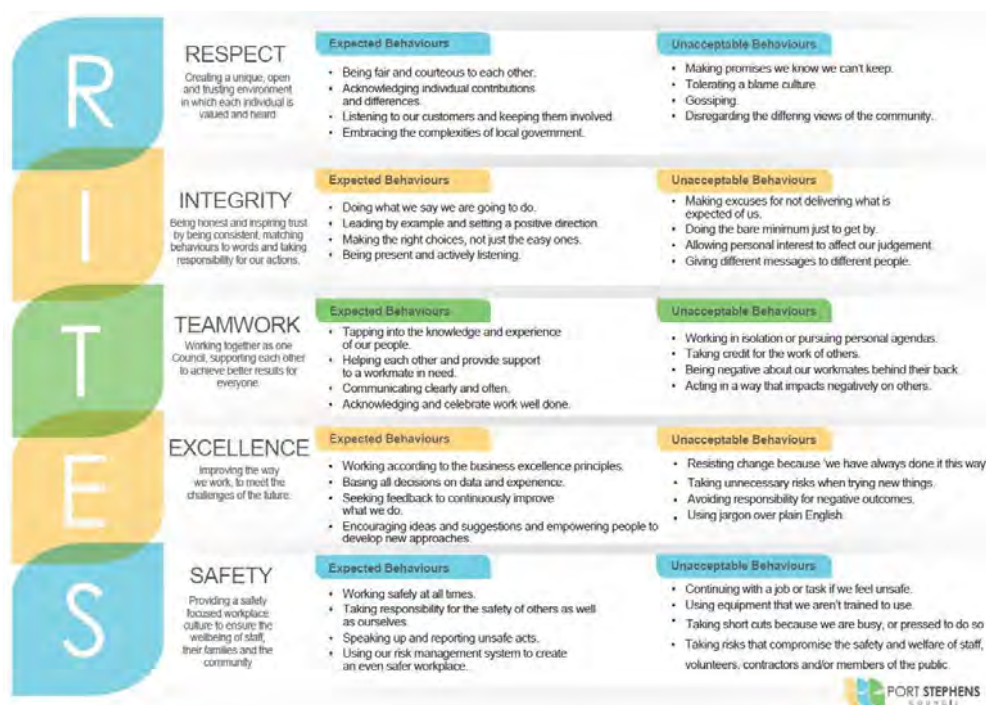 R
RESPECT
Creating a unique, open
and trusting environment
in which each individual is
valued and heard
Expected Behaviours
• Being fair and courteous to each other.
• Acknowledging individual contributions
and differences.
• Listening to our customers and keeping them involved.
• Embracing the complexities of local government.
Unacceptable Behaviours
• Making promises we know we can't keep.
• Tolerating a blame culture
• Gossiping.
• Disregarding the differing views of the community.
I
INTEGRITY
Being honest and inspiring trust
by being consistent, matching
behaviours to words and taking
responsibility for our actions.
Expected Behaviours
• Doing what we say we are going to do.
• Leading by example and setting a positive direction.
• Making the right choices, not just the easy ones.
• Being present and actively listening.
Unacceptable Behaviours
• Making excuses for not delivering what is
expected of us.
• Doing the bare minimum just to get by.
• Allowing personal interest to affect our judgement.
• Giving different messages to different people.
T
TEAMWORK
Working together as one
Council, supporting each other
to achieve better results for
everyone.
Expected Behaviours
• Tapping into the knowledge and experience
of our people.
• Helping each other and provide support
to a workmate in need.
• Communicating clearly and often.
• Acknowledging and celebrate work well done.
Unacceptable Behaviours
• Working in isolation or pursuing personal agendas.
• Taking credit for the work of others.
• Being negative about our workmates behind their back.
• Acting in a way that impacts negatively on others.
E
EXCELLENCE
Improving the way
we work, to meet the
challenges of the future.
Expected Behaviours
• Working according to the business excellence principles.
• Basing all decisions on data and experience.
• Seeking feedback to continuously improve
what we do.
• Encouraging ideas and suggestions and empowering people to
develop new approaches.
Unacceptable Behaviours
• Resisting change because 'we have always done it this way
• Taking unnecessary risks when trying new things.
• Avoiding responsibility for negative outcomes.
• Using jargon over plain English.
S
SAFETY
Providing a safety
focused workplace
culture to ensure the
wellbeing of staff,
their families and the
community
Expected Behaviours
• Working safely at all times.
• Taking responsibility for the safety of others as well
as ourselves.
• Speaking up and reporting unsafe acts.
• Using our risk management system to create
an even safer workplace.
Unacceptable Behaviours
• Continuing with a job or task if we feel unsafe.
• Using equipment that we aren't trained to use.
• Taking short cuts because we are busy, or pressed to do so
• Taking risks that compromise the safety and welfare of staff,
volunteers, contractors and/or members of the public.
PORT STEPHENS
COUNCIL